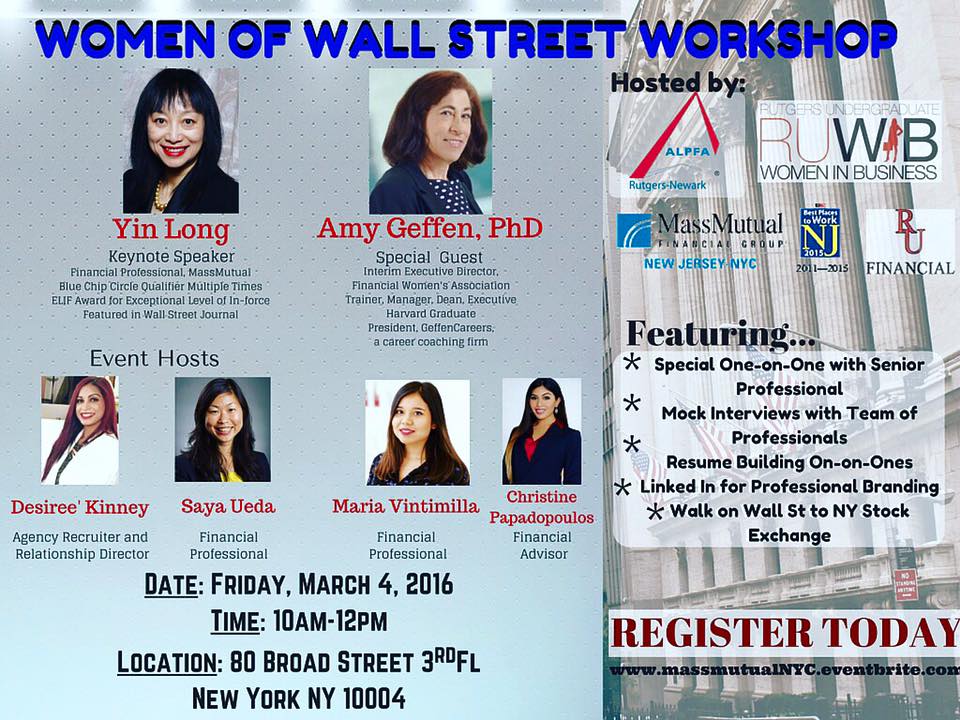 WOMEN OF WALL STREET WORKSHOP
Yin Long
Keynote Speaker
Financial Professional, MassMutual
Blue Chip Circle Qualifier Multiple Times
ELIF Award for Exceptional Level of In-force
Featured in Wall Street Journal
Amy Geffen, PhD
Special Guest
Interim Executive Director,
Financial Women's Association
Trainer, Manager, Dean, Executive
Harvard Graduate
President, GeffenCareers,
a career coaching firm
Event Hosts
Desiree' Kinney
Agency Recruiter and
Relationship Director
Saya Ueda
Financial
Professional
Maria Vintimilla
Financial
Professional
Christine
Papadopoulos
Financial
Advisor
DATE: FRIDAY, MARCH 4, 2016
TIME: 10AM-12PM
LOCATION: 80 BROAD STREET 3RDFL
NEW YORK NY 10004
Hosted by:
ALPFA
®
Rutgers-Newark
RUTGERS UNDERGRADUATE
RUWIB
WOMEN IN BUSINESS
MassMutual
FINANCIAL GROUP
NEW JERSEY-NYC
Best Places
to Work
NJ
2015
2011—2015
RU
FINANCIAL
Featuring...
* Special One-on-One with Senior
Professional
* Mock Interviews with Team of
Professionals
* Resume Building On-on-Ones
* Linked In for Professional Branding
* Walk on Wall St to NY Stock
Exchange
NO
STANDING
ANYTIME
REGISTER TODAY
www.massmutualNYC.eventbrite.com